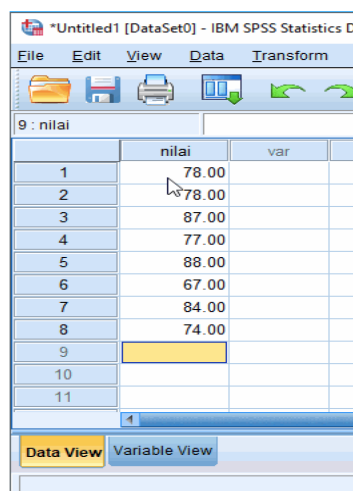 *Untitled1 [DataSet0] - IBM SPSS Statistics D
File Edit View Data Transform
9 : nilai
nilai var
1 78.00
2 78.00
3 87.00
4 77.00
5 88.00
6 67.00
7 84.00
8 74.00
9
10
11
Data View Variable View